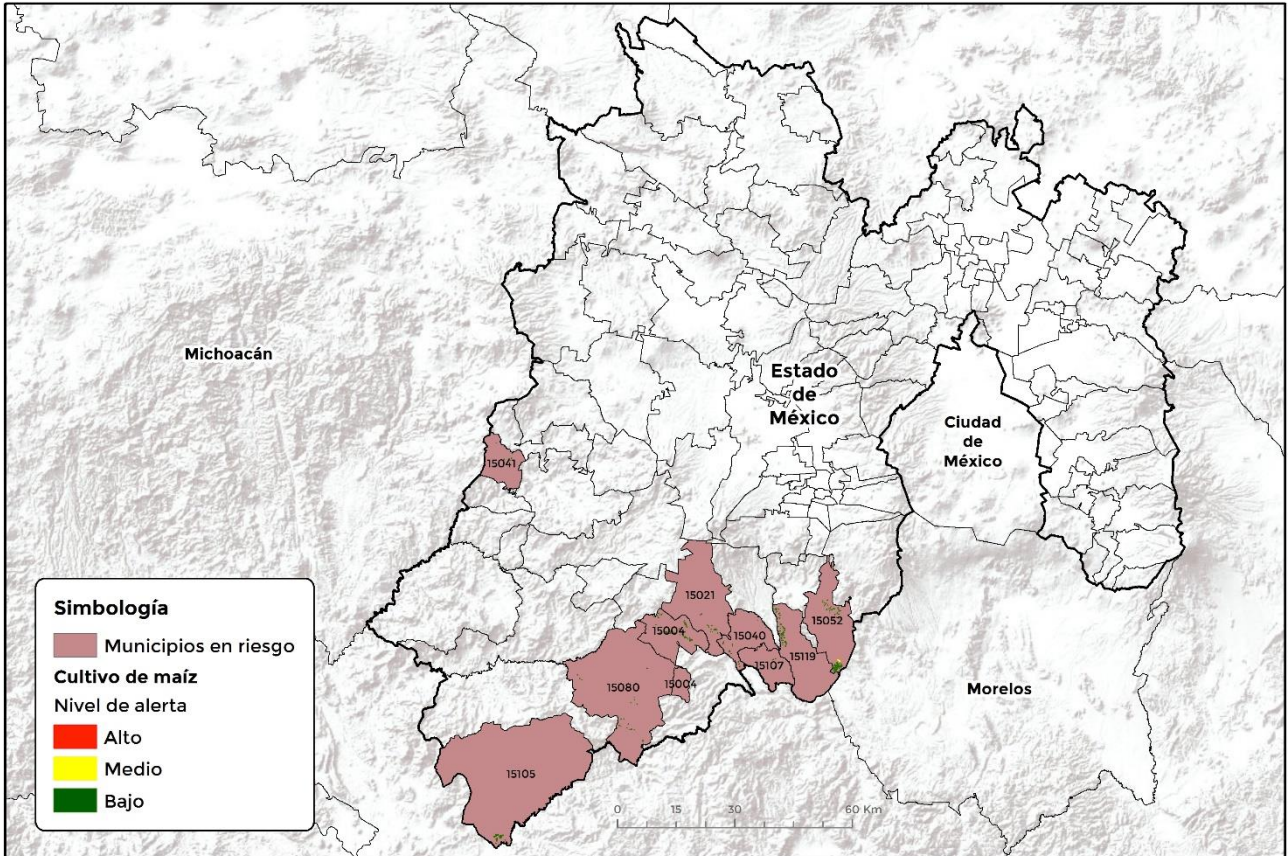 Michoacán
Estado
de
México
Ciudad
de
México
15041
15021
15004
15040
15052
15119
15107
15080
15004
15105
Morelos
0 15 30 60 Km
Simbología
Municipios en riesgo
Cultivo de maíz
Nivel de alerta
Alto
Medio
Bajo